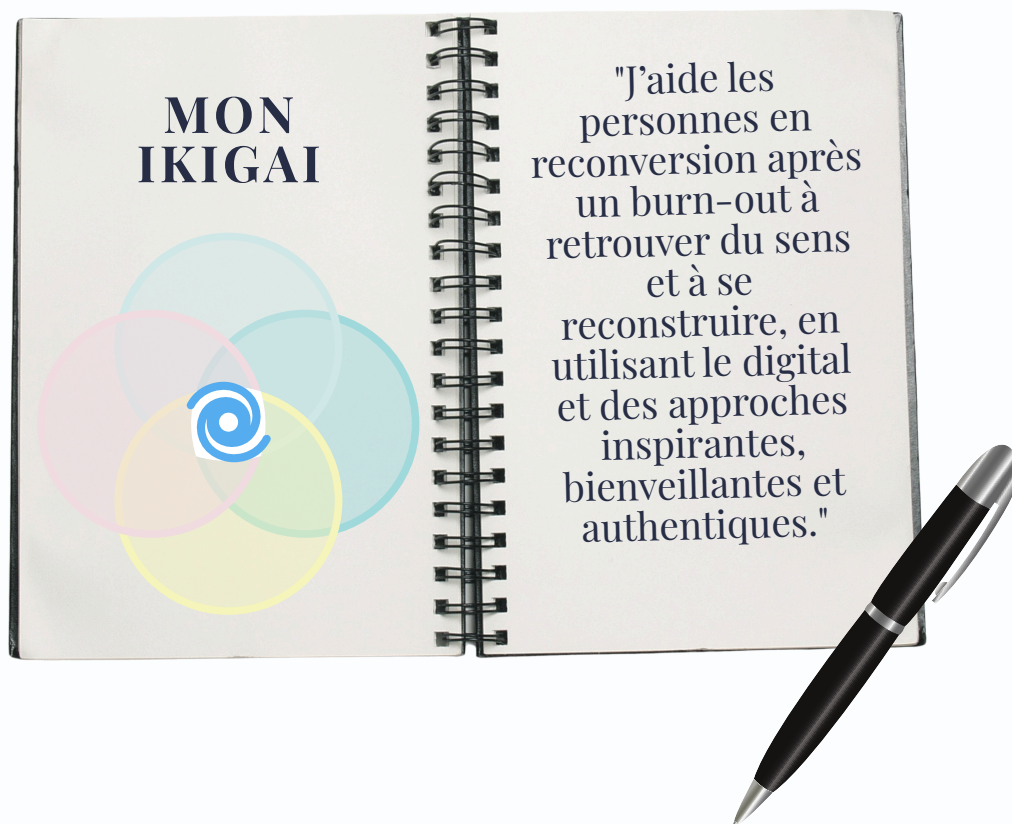 MON
IKIGAI
"J’aide les
personnes en
reconversion après
un burn-out à
retrouver du sens
et à se
reconstruire, en
utilisant le digital
et des approches
inspirantes,
bienveillantes et
authentiques."